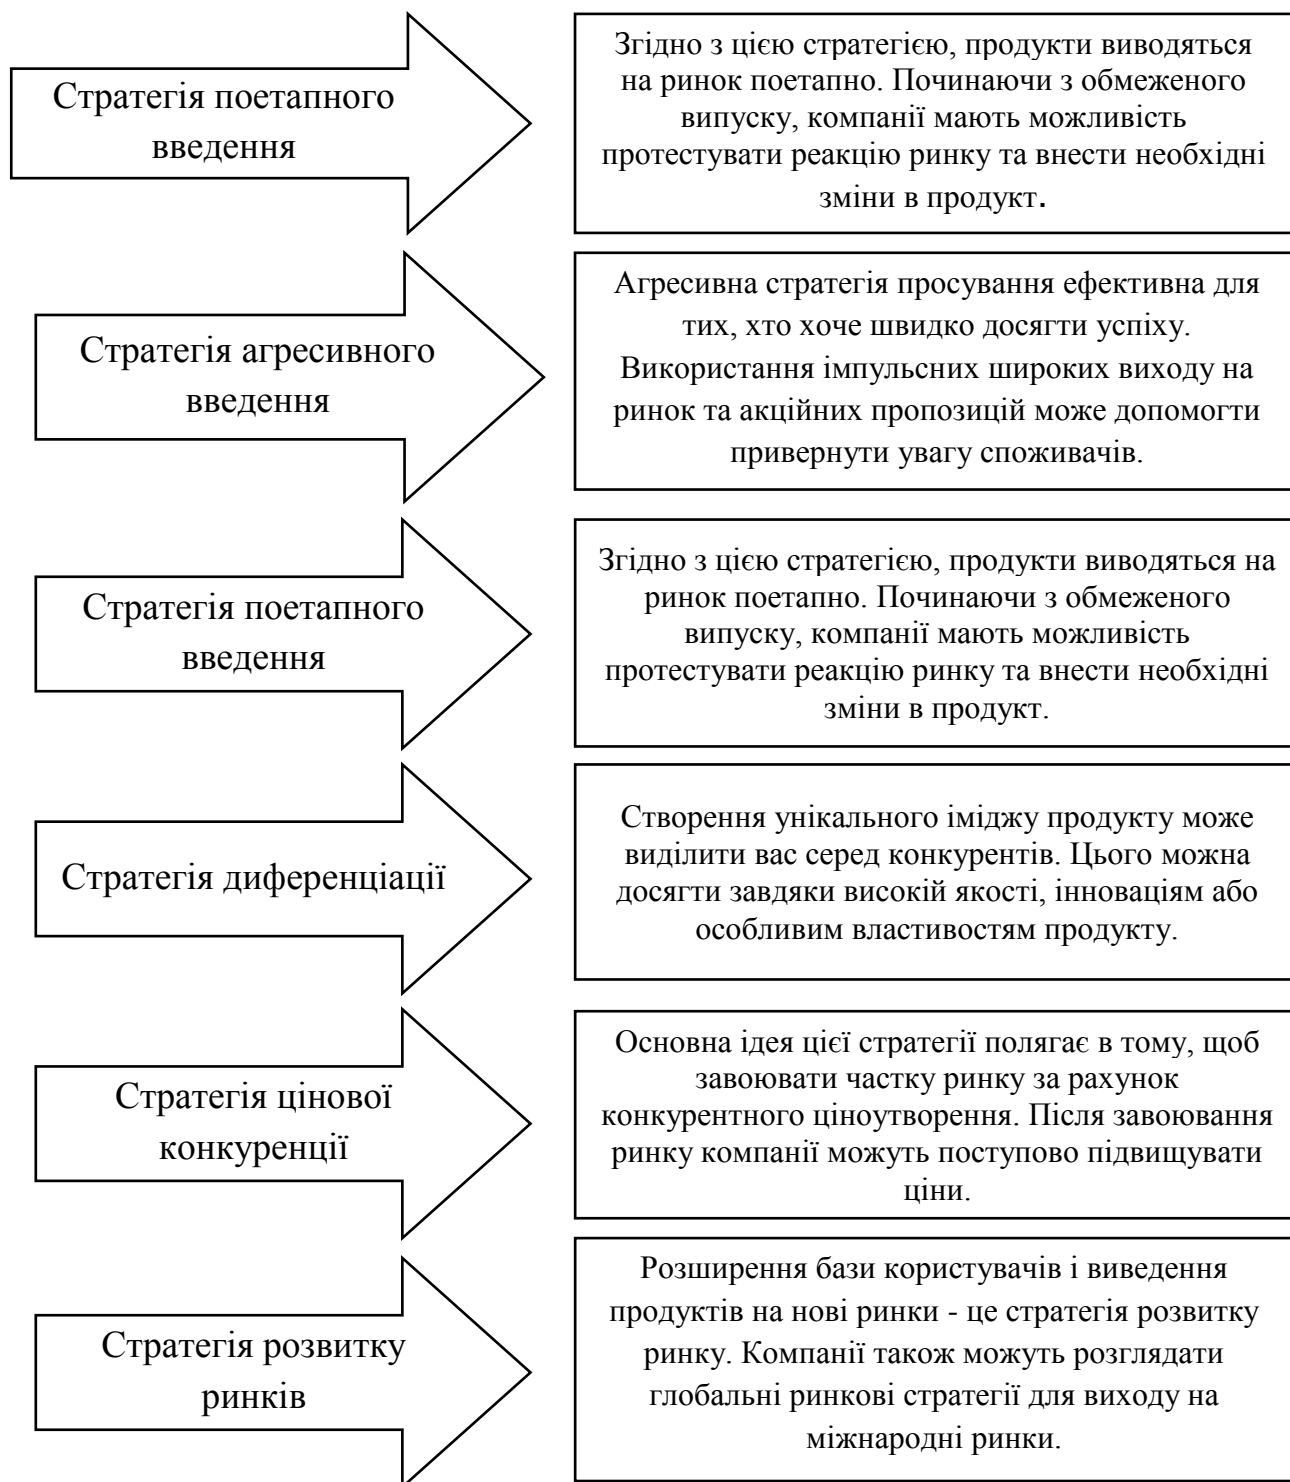 Стратегія поетапного
введення
Згідно з цією стратегією, продукти виводяться
на ринок поетапно. Починаючи з обмеженого
випуску, компанії мають можливість
протестувати реакцію ринку та внести необхідні
зміни в продукт.
Стратегія агресивного
введення
Агресивна стратегія просування ефективна для
тих, хто хоче швидко досягти успіху.
Використання імпульсних широких виходу на
ринок та акційних пропозицій може допомогти
привернути увагу споживачів.
Стратегія поетапного
введення
Згідно з цією стратегією, продукти виводяться на
ринок поетапно. Починаючи з обмеженого
випуску, компанії мають можливість
протестувати реакцію ринку та внести необхідні
зміни в продукт.
Стратегія диференціації
Створення унікального іміджу продукту може
виділити вас серед конкурентів. Цього можна
досягти завдяки високій якості, інноваціям або
особливим властивостям продукту.
Стратегія цінової
конкуренції
Основна ідея цієї стратегії полягає в тому, щоб
завоювати частку ринку за рахунок
конкурентного ціноутворення. Після завоювання
ринку компанії можуть поступово підвищувати
ціни.
Стратегія розвитку
ринків
Розширення бази користувачів і виведення
продуктів на нові ринки - це стратегія розвитку
ринку. Компанії також можуть розглядати
глобальні ринкові стратегії для виходу на
міжнародні ринки.